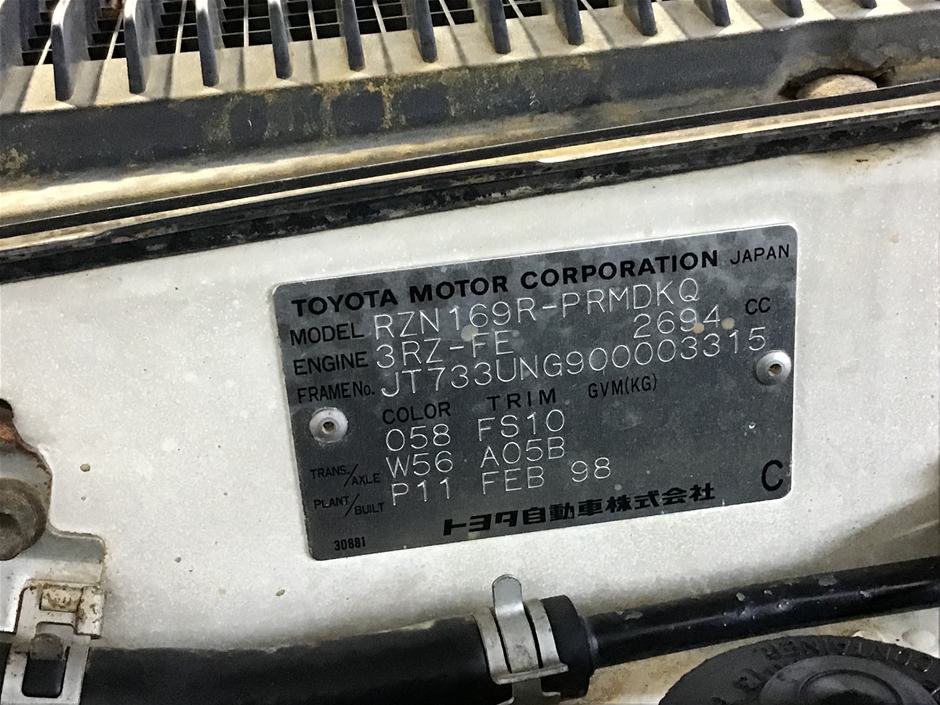 TOYOTA MOTOR CORPORATION JAPAN
MODEL RZN169R-PRMDKQ
ENGINE 3RZ-FE 2694 CC
FRAME No. JT733UNG900003315
COLOR TRIM GVM(KG)
058 FS10
TRANS./AXLE W56 A05B
PLANT/BUILT P11 FEB 98
トヨタ自動車株式会社 C
30881
CONTAINER